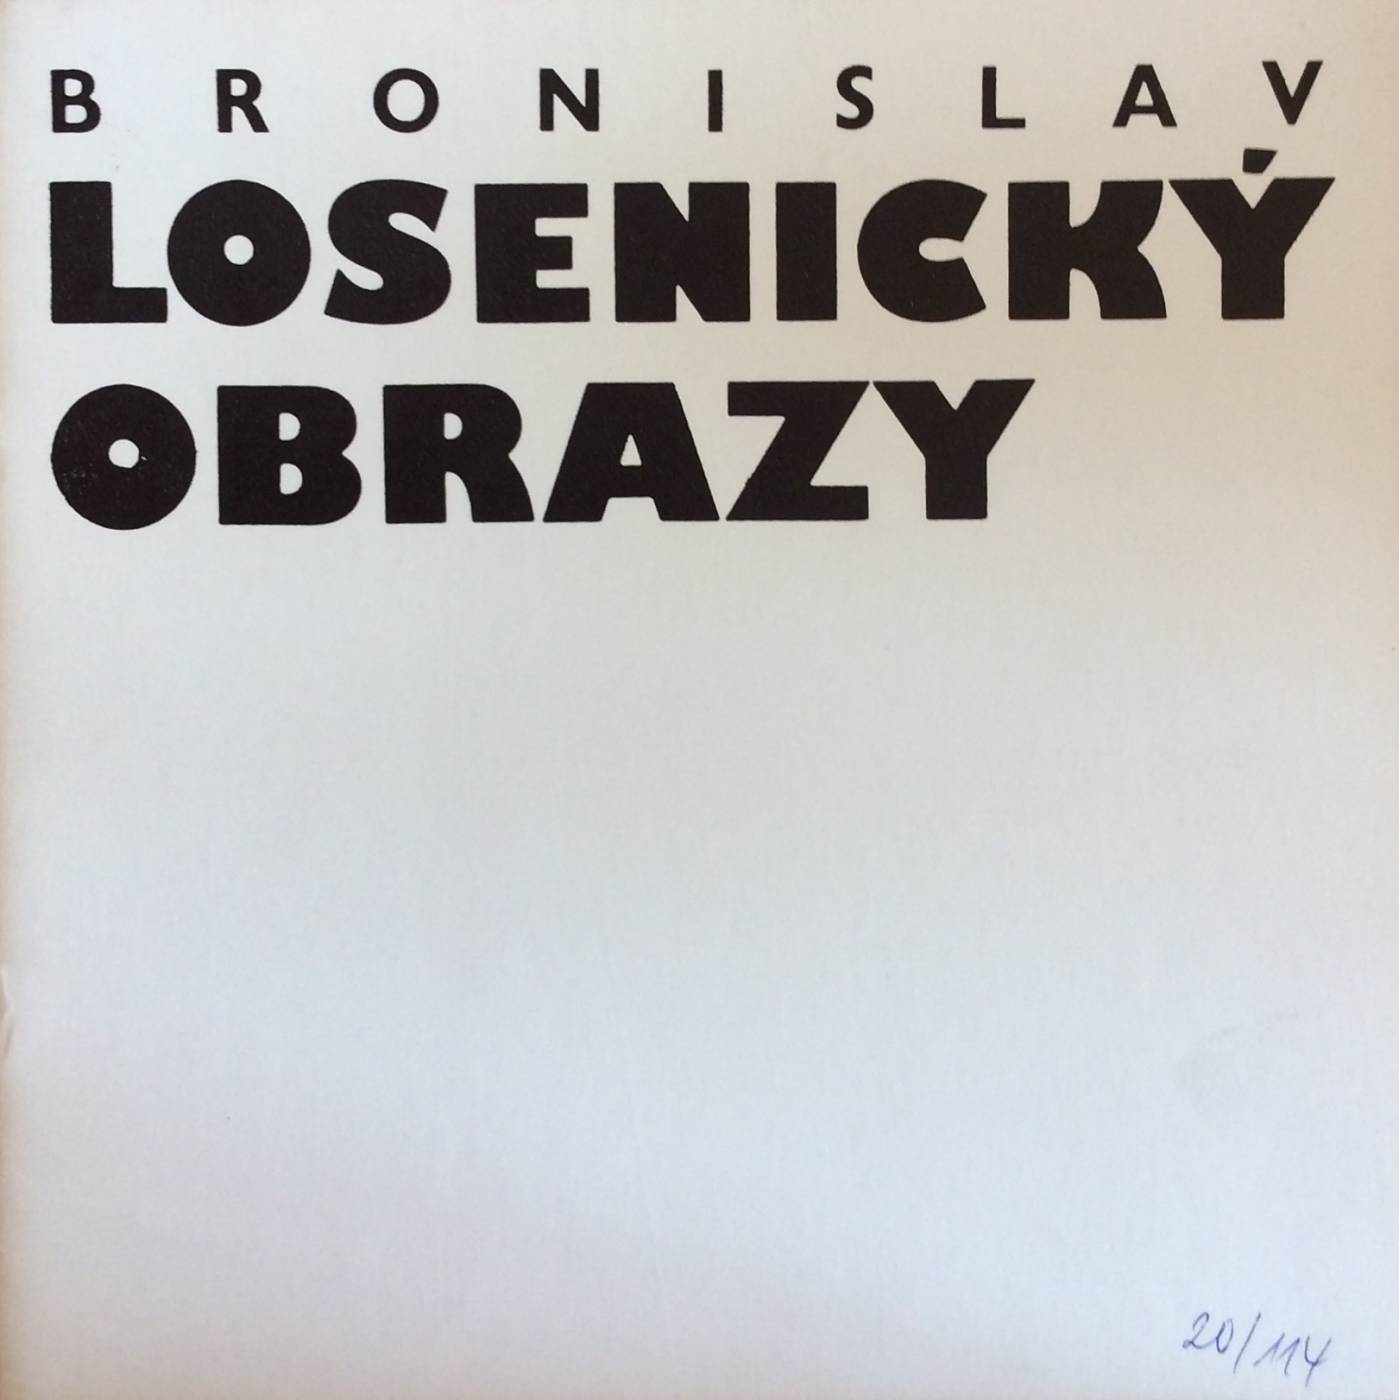 BRONISLAV
LOSENICKÝ
OBRAZY
20/114